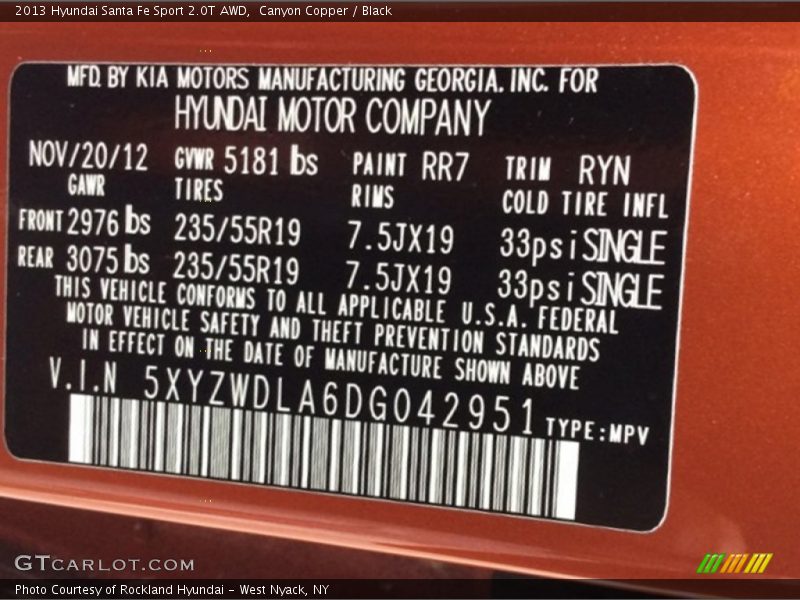 2013 Hyundai Santa Fe Sport 2.0T AWD,  Canyon Copper / Black
MFD. BY KIA MOTORS MANUFACTURING GEORGIA. INC. FOR
HYUNDAI MOTOR COMPANY
NOV/20/12 GVWR 5181 lbs PAINT RR7 TRIM RYN
GAWR TIRES RIMS COLD TIRE INFL
FRONT 2976 lbs 235/55R19 7.5JX19 33psi SINGLE
REAR 3075 lbs 235/55R19 7.5JX19 33psi SINGLE
THIS VEHICLE CONFORMS TO ALL APPLICABLE U.S.A. FEDERAL
MOTOR VEHICLE SAFETY AND THEFT PREVENTION STANDARDS
IN EFFECT ON THE DATE OF MANUFACTURE SHOWN ABOVE
V.I.N 5XYZWDLA6DG042951 TYPE:MPV
GTCARLOT.COM
Photo Courtesy of Rockland Hyundai - West Nyack, NY